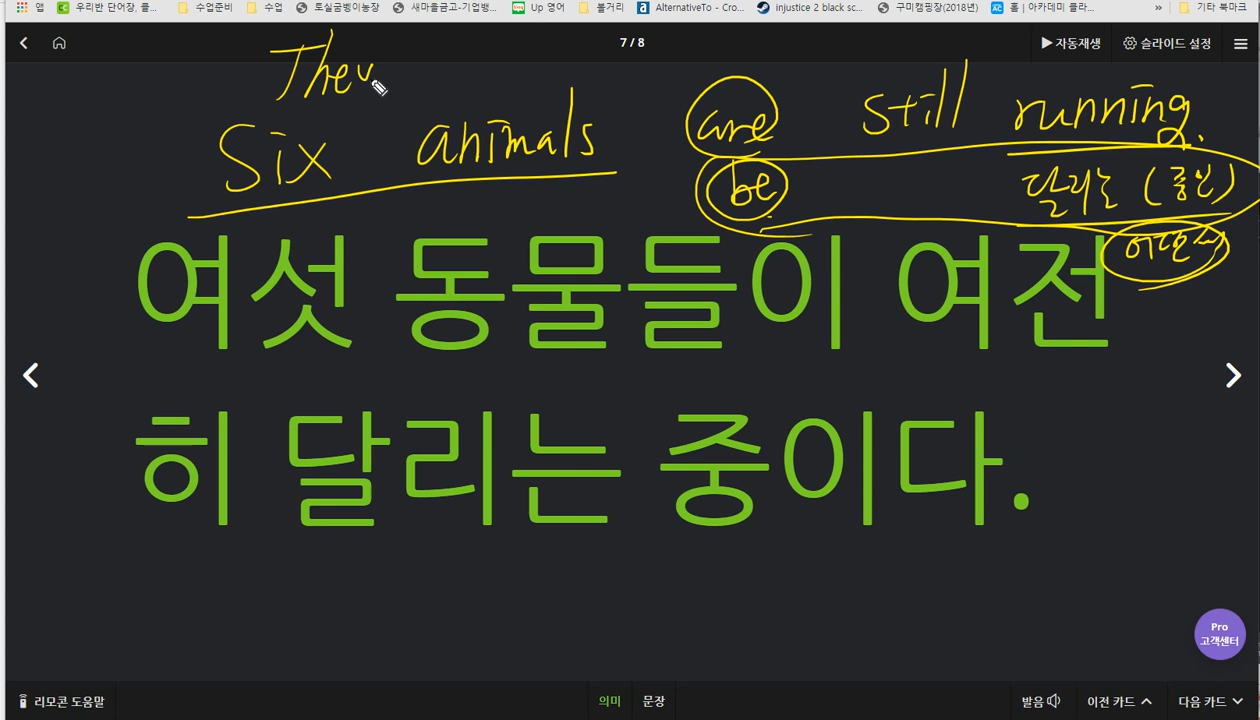 앱 우리반 단어장, 클... 수업준비 수업 토실굼벵이농장 새마을금고-기업뱅... Up 영어 볼거리 AlternativeTo - Cro... injustice 2 black sc... 구미캠핑장(2018년) 홈 | 아카데미 클라... » 기타 북마크
7 / 8 자동재생 슬라이드 설정
They
six animals are still running.
be 달리는 (중인)
여섯 동물들이 여전
히 달리는 중이다.
Pro
고객센터
리모콘 도움말 의미 문장 발음 이전 카드 다음 카드